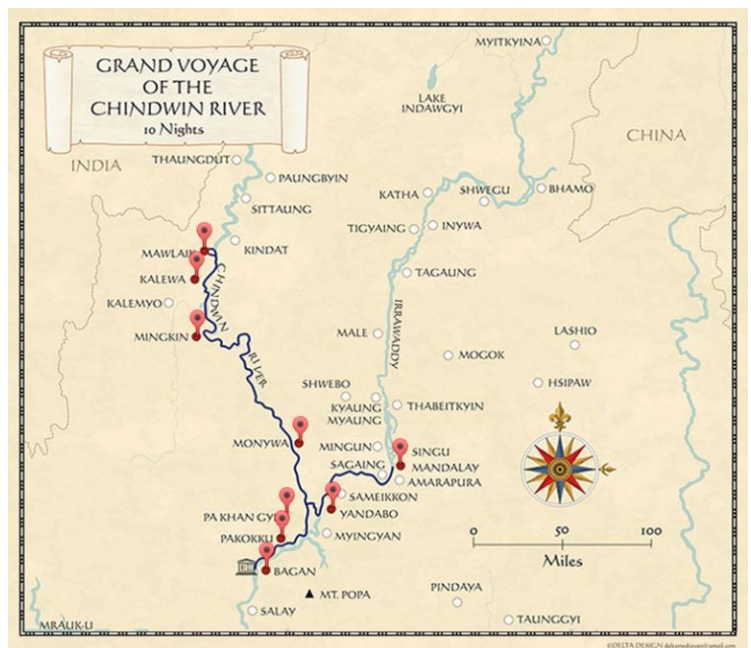 GRAND VOYAGE
OF THE
CHINDWIN RIVER
10 Nights
MYITKYINA
LAKE
INDAWGYI
CHINA
INDIA
THAUNGDUT
PAUNGBYIN
SITTAUNG
KATHA
SHWEGU
BHAMO
TIGYAING
INYWA
KINDAT
MAWLAIK
KALEWA
TAGAUNG
KALEMYO
CHINDWIN
RIVER
IRRAWADDY
MINGKIN
MALE
LASHIO
MOGOK
HSIPAW
SHWEBO
KYAUNG
MYAUNG
THABEITKYIN
MONYWA
MINGUN
SINGU
SAGAING
MANDALAY
AMARAPURA
SAMEIKKON
PA KHAN GYI
YANDABO
PAKOKKU
MYINGYAN
0 50 100
Miles
BAGAN
MT. POPA
PINDAYA
SALAY
TAUNGGYI
MRAUK-U
©DELTA DESIGN